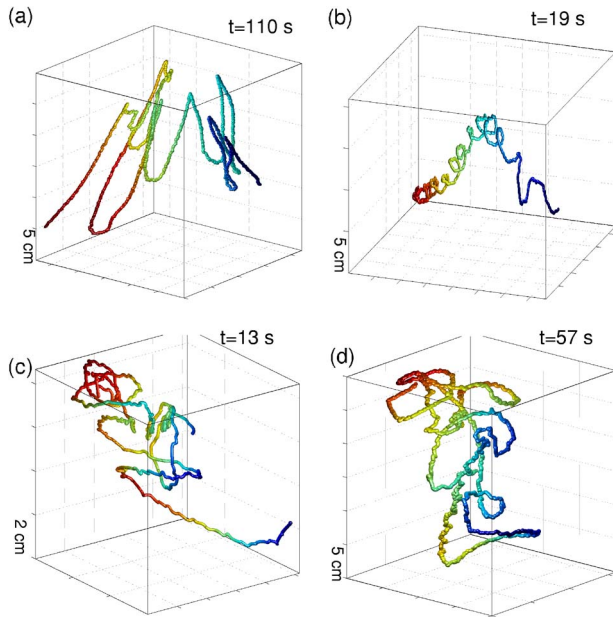 (a)
t=110 s
5 cm
(b)
t=19 s
5 cm
(c)
t=13 s
2 cm
(d)
t=57 s
5 cm